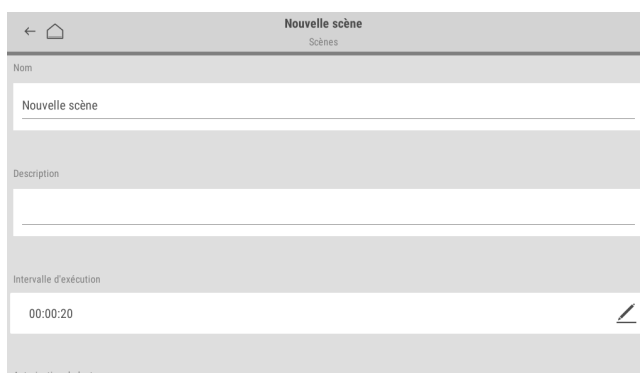 Nouvelle scène
Scènes
Nom
Nouvelle scène
Description
Intervalle d'exécution
00:00:20